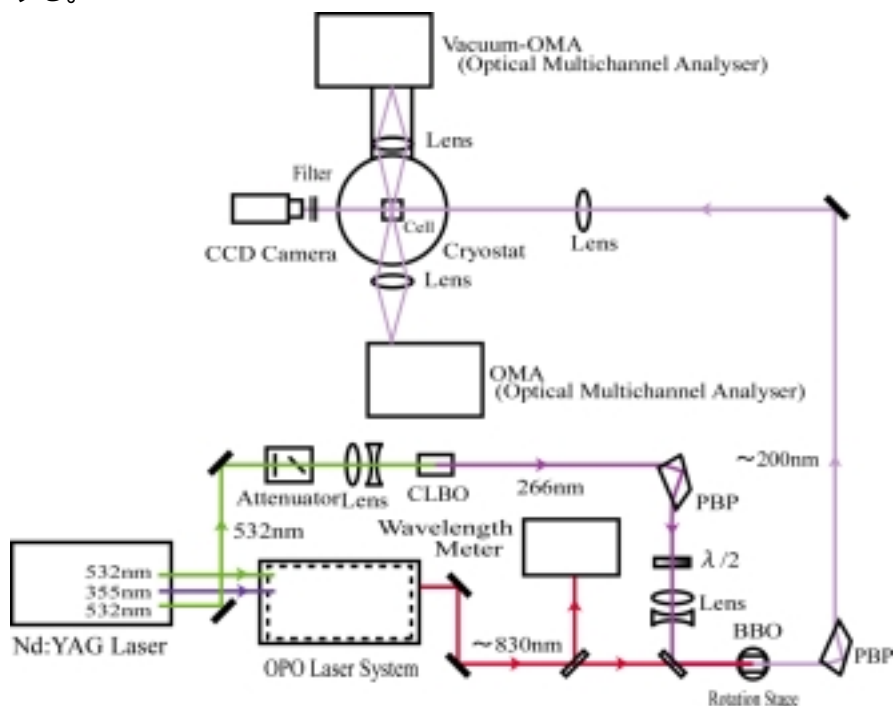 する。
Vacuum-OMA
(Optical Multichannel Analyser)
Lens
Filter
Cell
CCD Camera
Cryostat
Lens
Lens
OMA
(Optical Multichannel Analyser)
~200nm
Attenuator
Lens
CLBO
266nm
PBP
532nm
Wavelength
Meter
λ/2
532nm
355nm
532nm
Lens
~830nm
BBO
PBP
Nd:YAG Laser
OPO Laser System
Rotation Stage